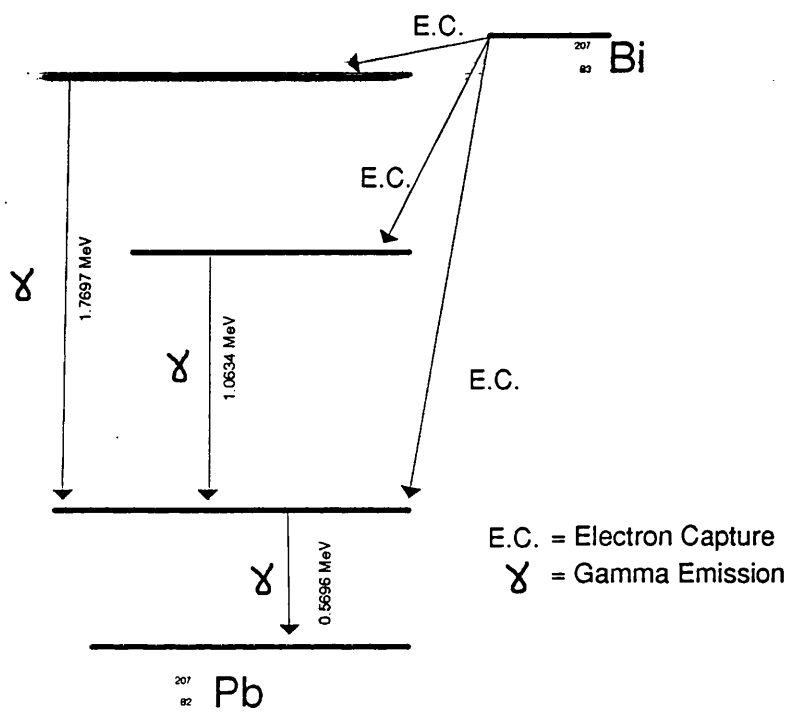 E.C.
207
83 Bi
E.C.
ɣ
1.7697 MeV
ɣ
1.0634 MeV
E.C.
ɣ
0.5696 MeV
E.C. = Electron Capture
ɣ = Gamma Emission
207
82 Pb